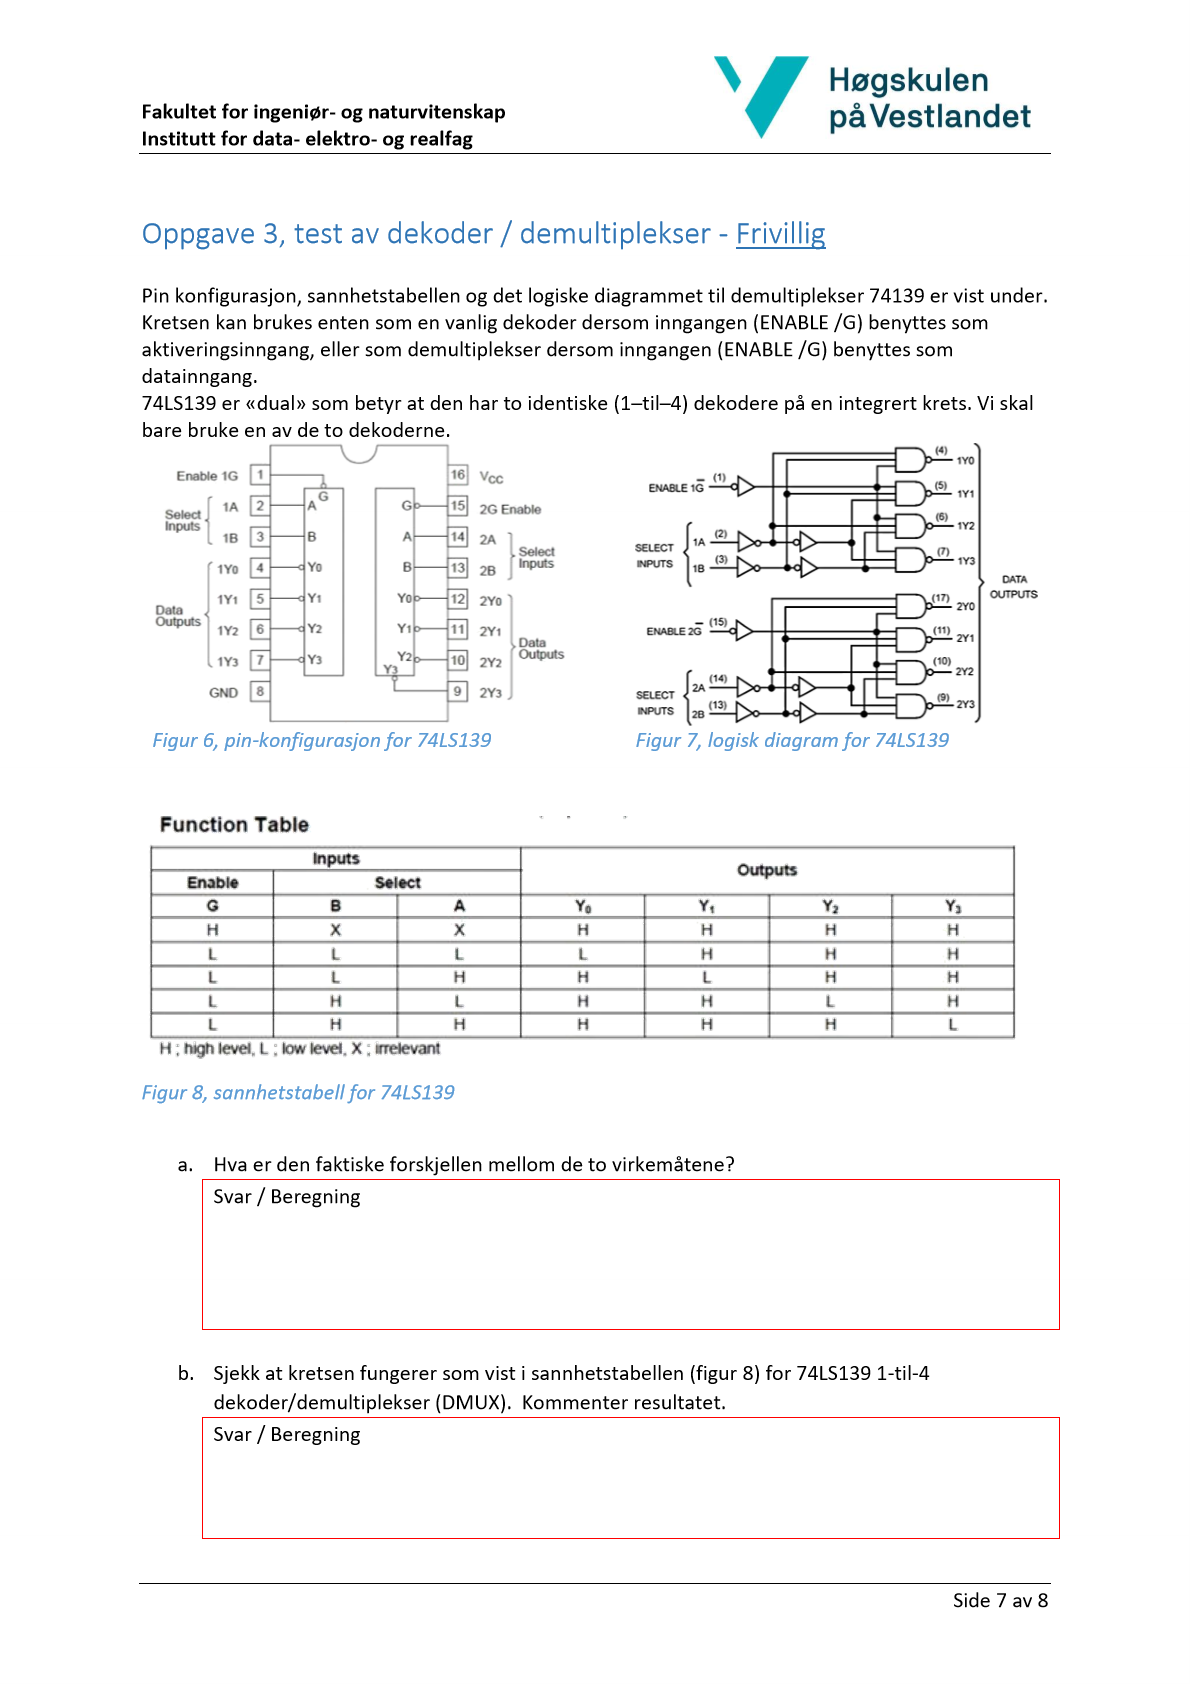 Fakultet for ingeniør- og naturvitenskap
Institutt for data- elektro- og realfag
Høgskulen
på Vestlandet
Oppgave 3, test av dekoder / demultiplekser - Frivillig
Pin konfigurasjon, sannhetstabellen og det logiske diagrammet til demultiplekser 74139 er vist under.
Kretsen kan brukes enten som en vanlig dekoder dersom inngangen (ENABLE /G) benyttes som
aktiveringsinngang, eller som demultiplekser dersom inngangen (ENABLE /G) benyttes som
datainngang.
74LS139 er «dual» som betyr at den har to identiske (1–til–4) dekodere på en integrert krets. Vi skal
bare bruke en av de to dekoderne.
Enable 1G 1 16 Vcc
G
Select Inputs 1A 2 A G 15 2G Enable
1B 3 B A 14 2A Select Inputs
1Y0 4 Y0 B 13 2B
Data Outputs 1Y1 5 Y1 Y0 12 2Y0
1Y2 6 Y2 Y1 11 2Y1 Data Outputs
1Y3 7 Y3 Y2 10 2Y2
GND 8 Y3 9 2Y3
ENABLE 1G̅ (1) (4) 1Y0
(5) 1Y1
SELECT INPUTS 1A (2) (6) 1Y2
1B (3) (7) 1Y3
DATA OUTPUTS
ENABLE 2G̅ (15) (17) 2Y0
(11) 2Y1
SELECT INPUTS 2A (14) (10) 2Y2
2B (13) (9) 2Y3
Figur 6, pin-konfigurasjon for 74LS139 Figur 7, logisk diagram for 74LS139
Function Table
Inputs Outputs
Enable Select
G B A Y0 Y1 Y2 Y3
H X X H H H H
L L L L H H H
L L H H L H H
L H L H H L H
L H H H H H L
H ; high level, L ; low level, X ; irrelevant
Figur 8, sannhetstabell for 74LS139
a. Hva er den faktiske forskjellen mellom de to virkemåtene?
Svar / Beregning
b. Sjekk at kretsen fungerer som vist i sannhetstabellen (figur 8) for 74LS139 1-til-4
dekoder/demultiplekser (DMUX). Kommenter resultatet.
Svar / Beregning
Side 7 av 8